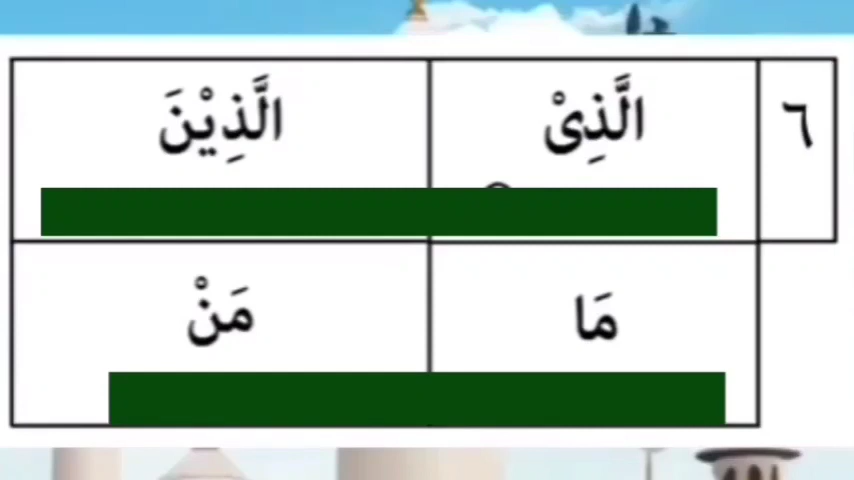 ٦ الَّذِىْ الَّذِيْنَ
مَا مَنْ